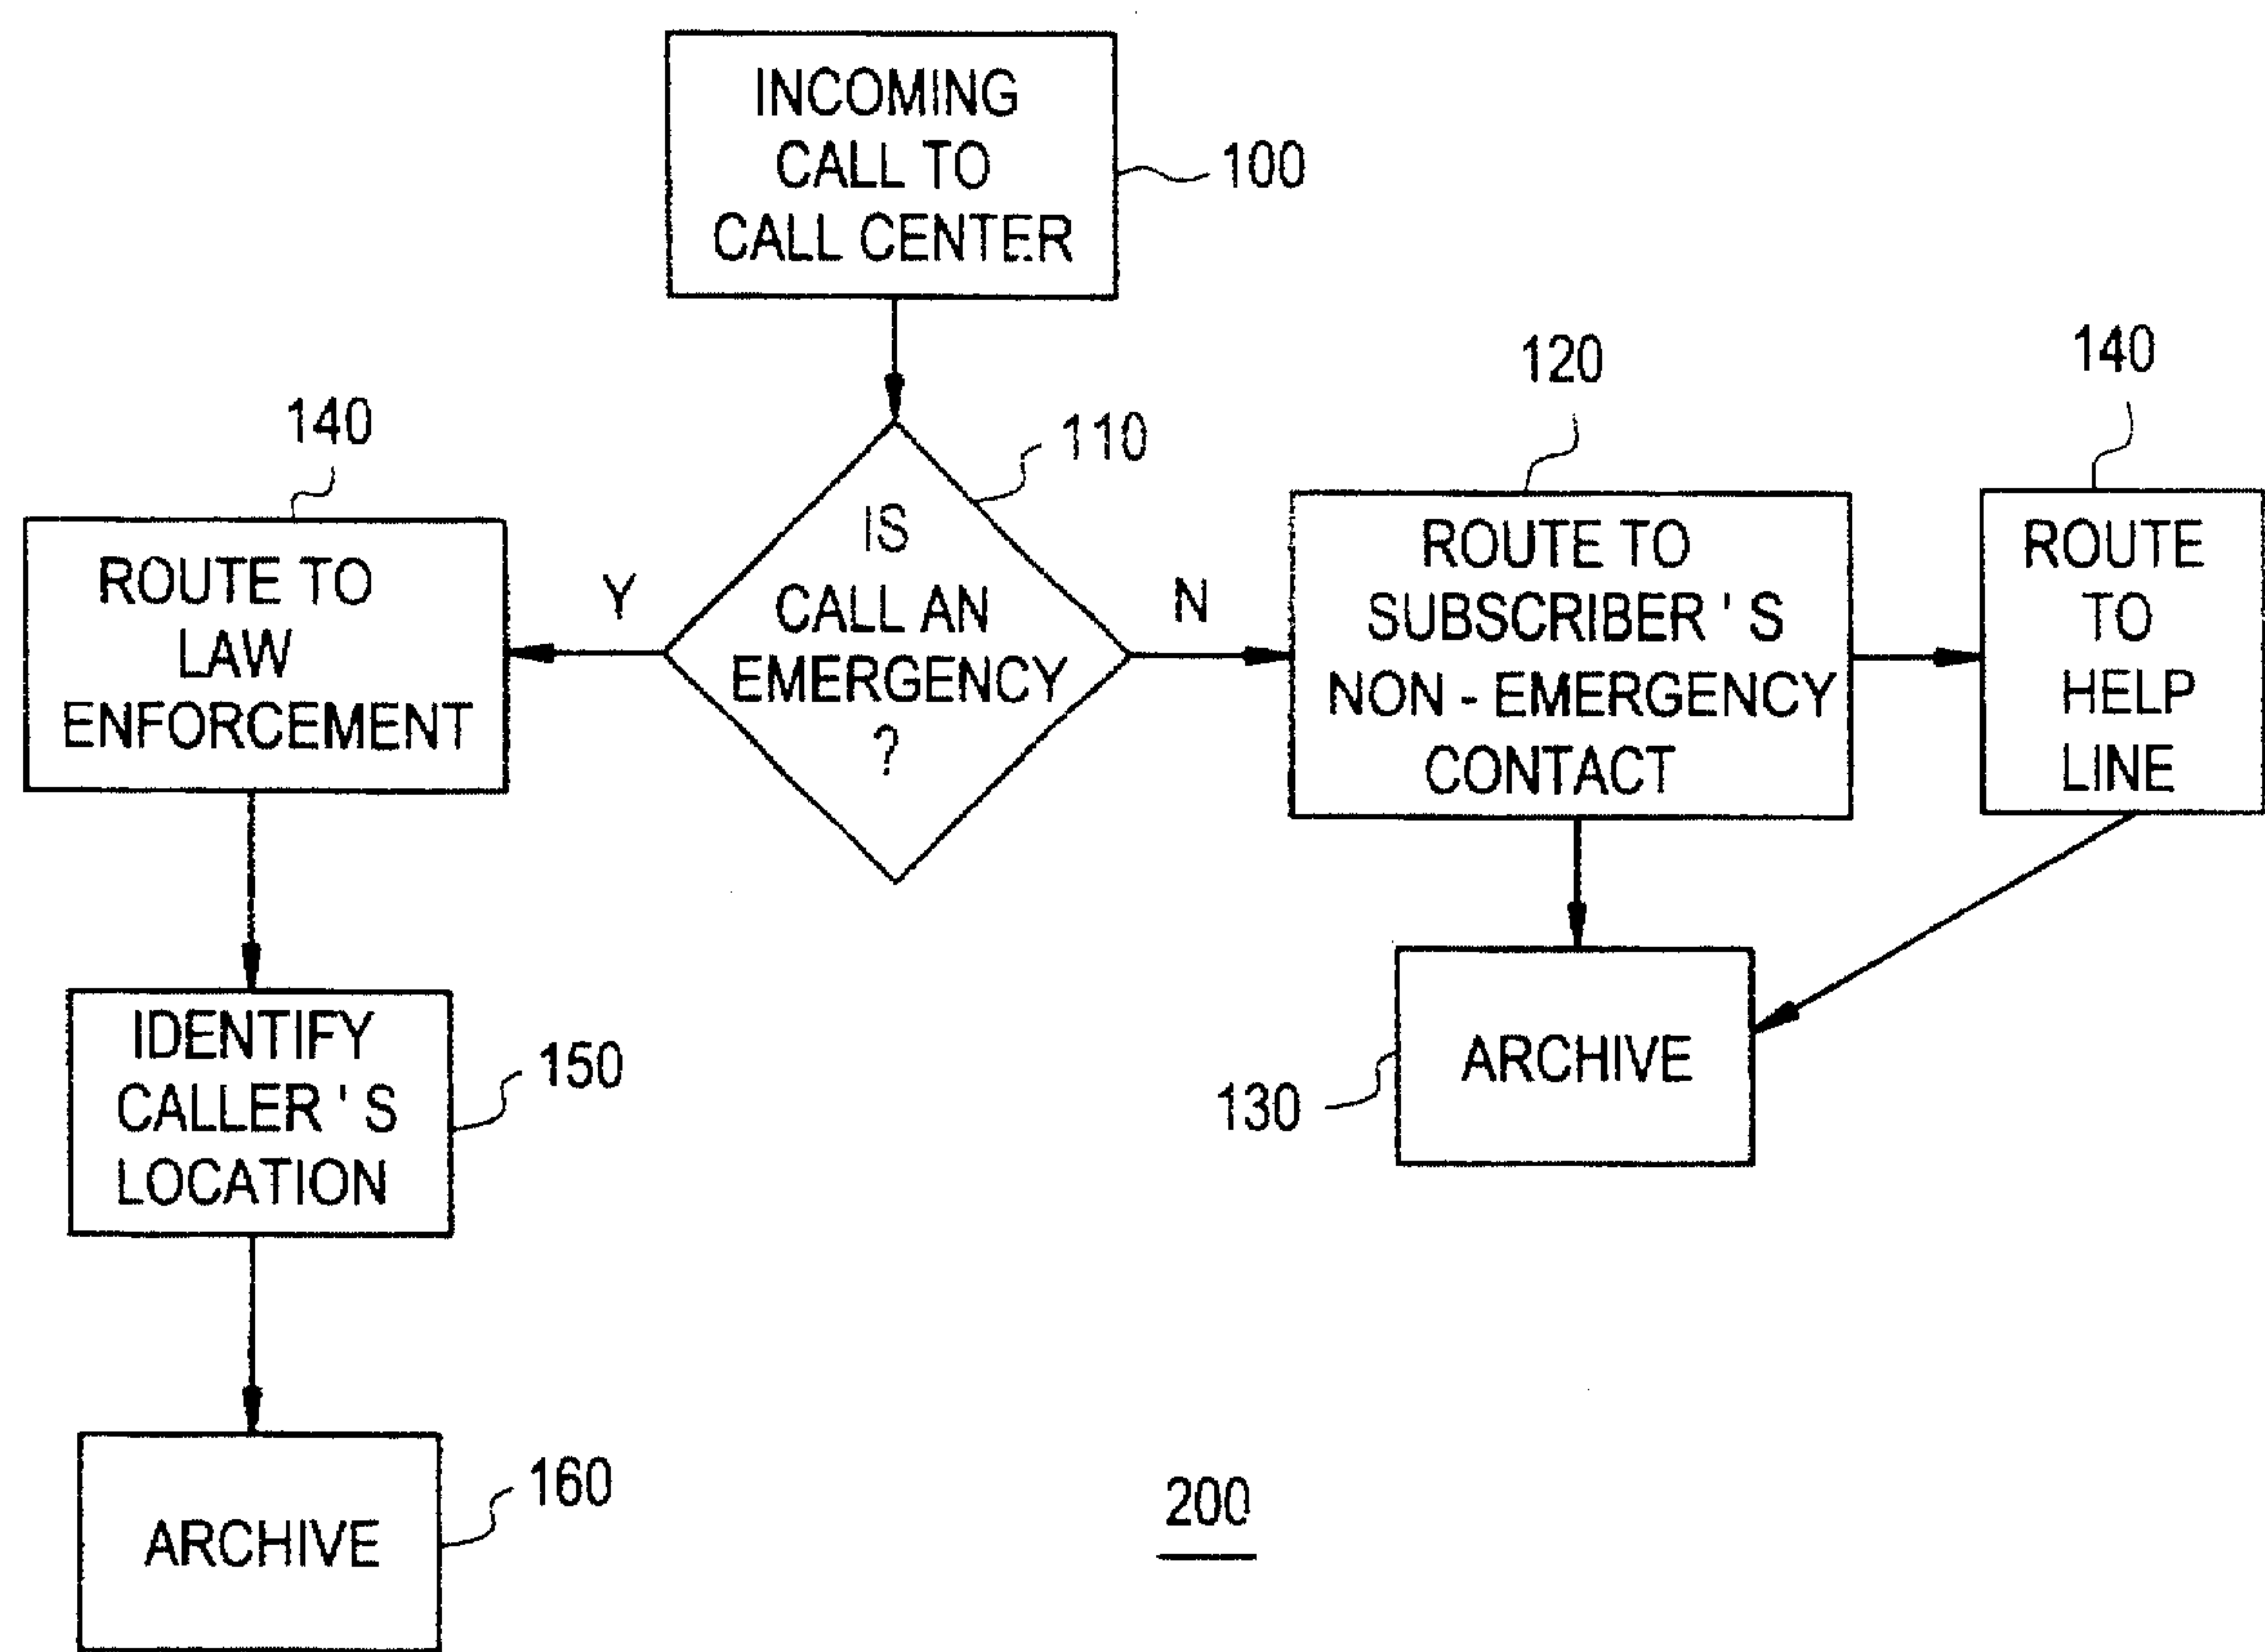 INCOMING
CALL TO
CALL CENTER
100
110
IS
CALL AN
EMERGENCY
?
Y
N
140
ROUTE TO
LAW
ENFORCEMENT
120
ROUTE TO
SUBSCRIBER ' S
NON - EMERGENCY
CONTACT
140
ROUTE
TO
HELP
LINE
IDENTIFY
CALLER ' S
LOCATION
150
ARCHIVE
130
ARCHIVE
160
200